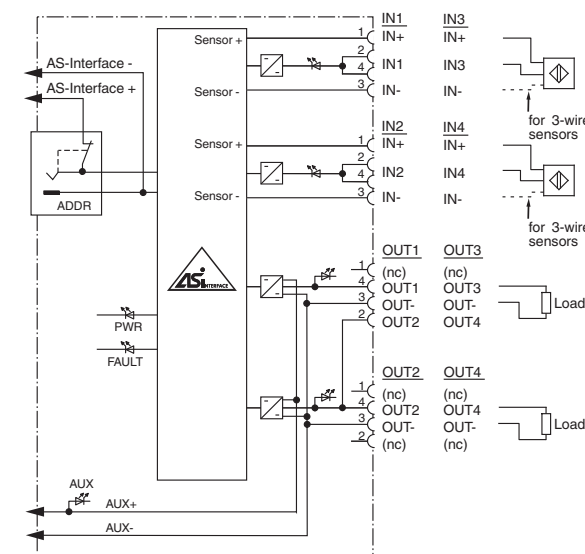 IN1 IN3
1 IN+ IN+
Sensor +
2
AS-Interface -
4 IN1 IN3
AS-Interface +
Sensor -
3 IN- IN-
for 3-wire
sensors
IN2 IN4
Sensor +
1 IN+ IN+
2
4 IN2 IN4
ADDR
Sensor -
3 IN- IN-
for 3-wire
sensors
OUT1 OUT3
1 (nc) (nc)
ASi INTERFACE
4 OUT1 OUT3
3 OUT- OUT- Load
2 OUT2 OUT4
PWR
FAULT
OUT2 OUT4
1 (nc) (nc)
4 OUT2 OUT4
3 OUT- OUT- Load
2 (nc) (nc)
AUX
AUX+
AUX-